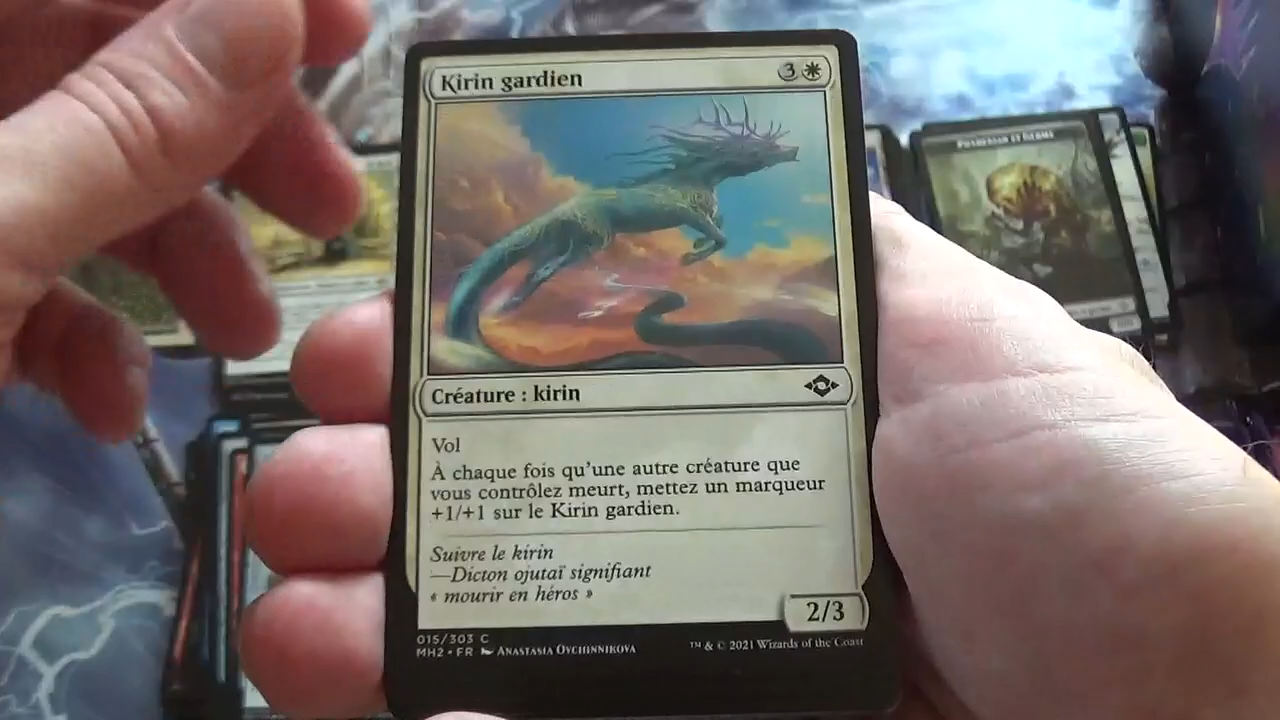 Kirin gardien
3
Créature : kirin
Vol
À chaque fois qu'une autre créature que
vous contrôlez meurt, mettez un marqueur
+1/+1 sur le Kirin gardien.
Suivre le kirin
—Dicton ojutaï signifiant
« mourir en héros »
2/3
015/303 C
MH2 • FR Anastasia Ovchinnikova
™ & © 2021 Wizards of the Coast